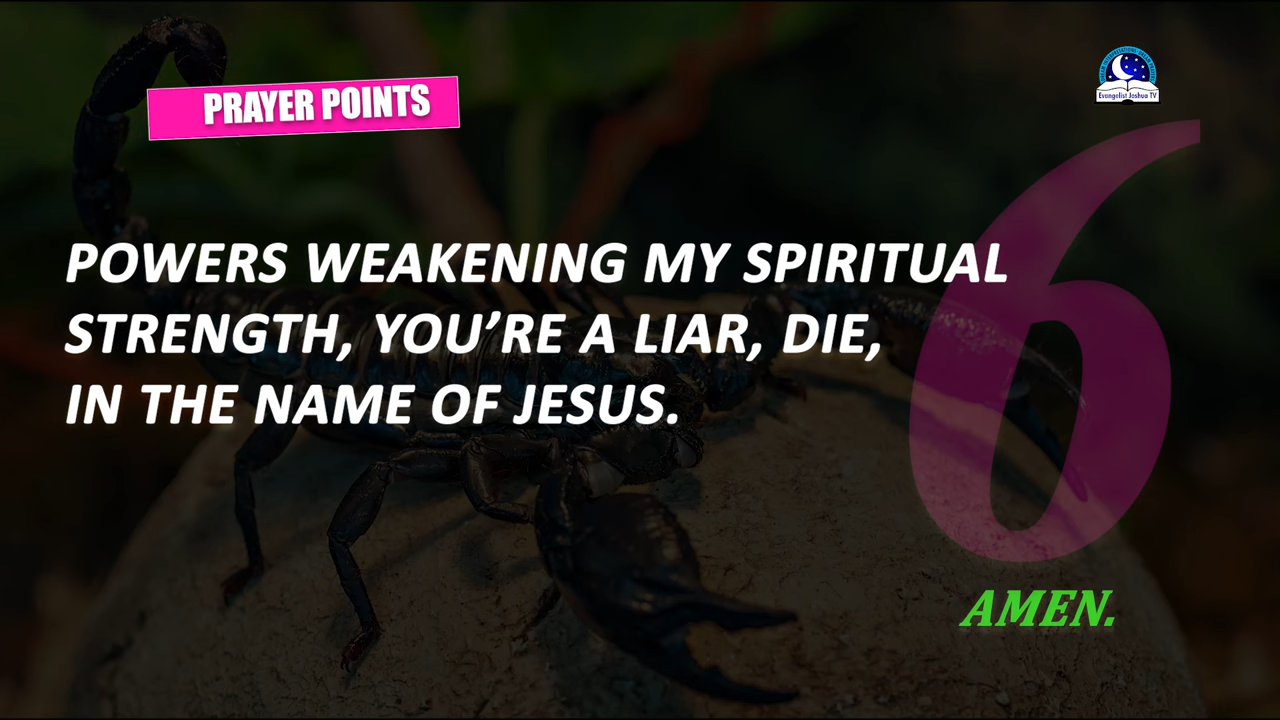 PRAYER POINTS
Evangelist Joshua TV
6
POWERS WEAKENING MY SPIRITUAL
STRENGTH, YOU’RE A LIAR, DIE,
IN THE NAME OF JESUS.
AMEN.